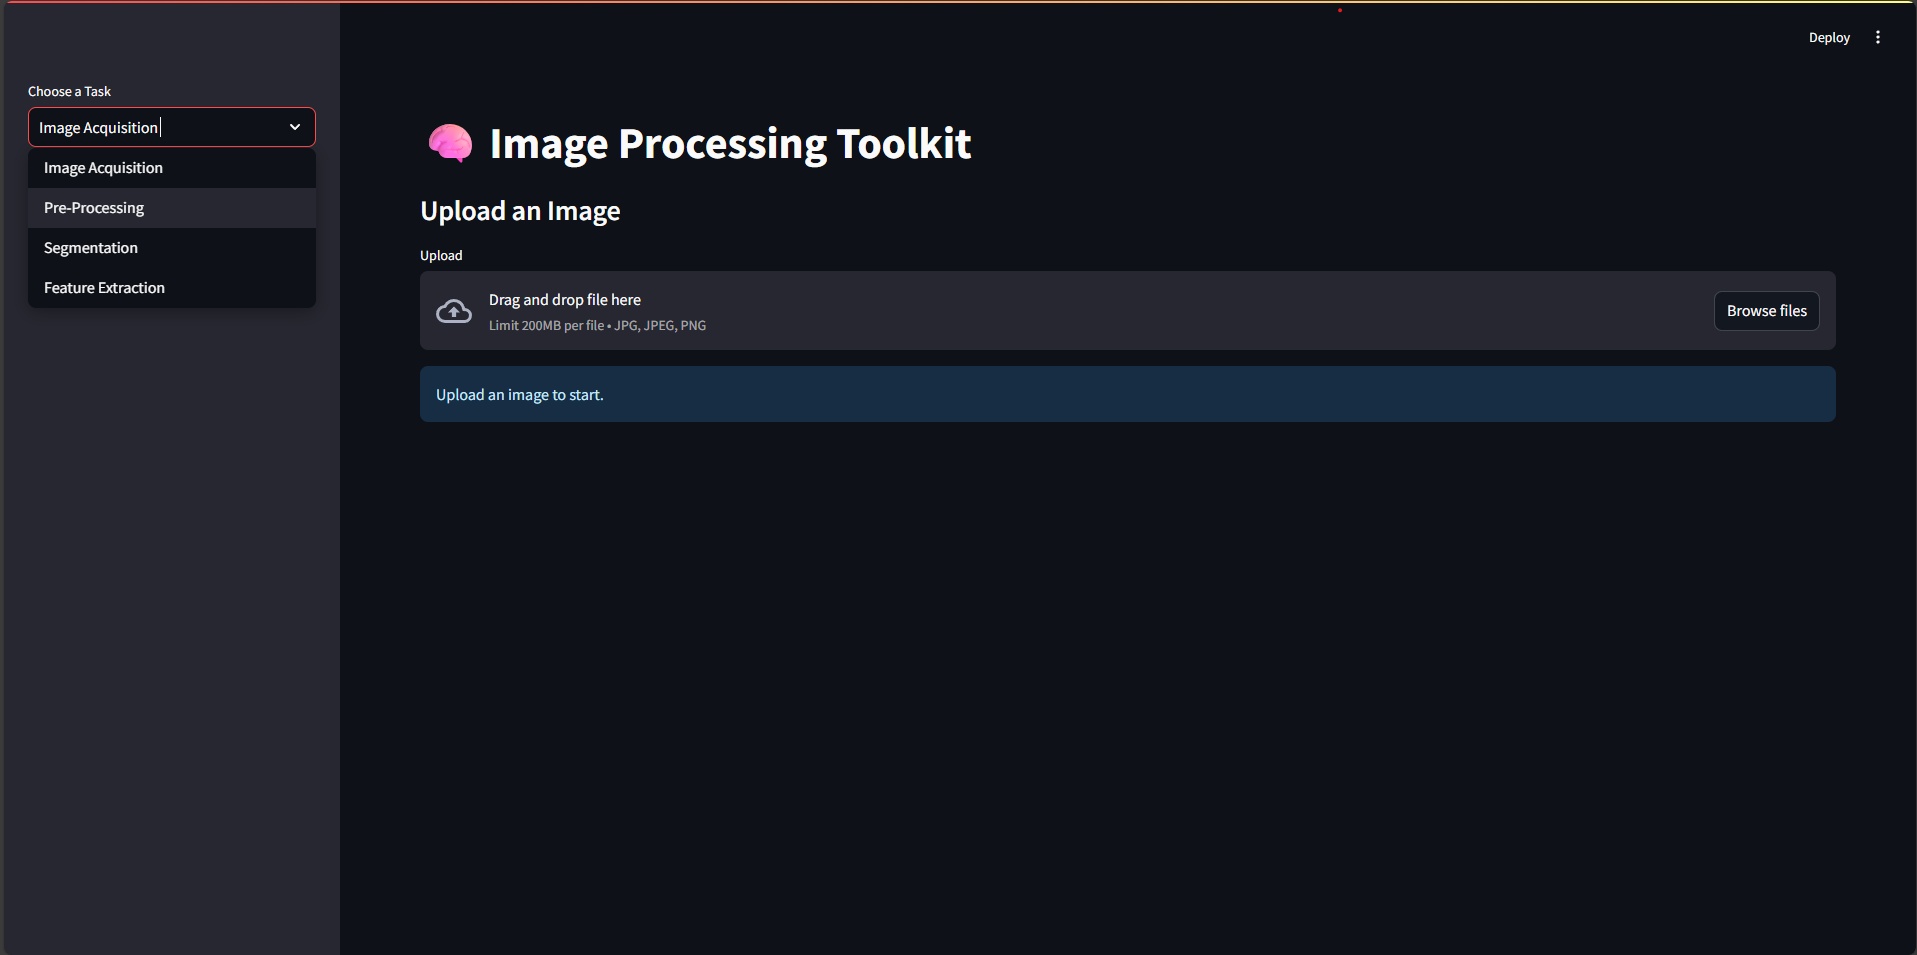 Deploy
Choose a Task
Image Acquisition
Image Acquisition
Pre-Processing
Segmentation
Feature Extraction
Image Processing Toolkit
Upload an Image
Upload
Drag and drop file here
Limit 200MB per file • JPG, JPEG, PNG
Browse files
Upload an image to start.